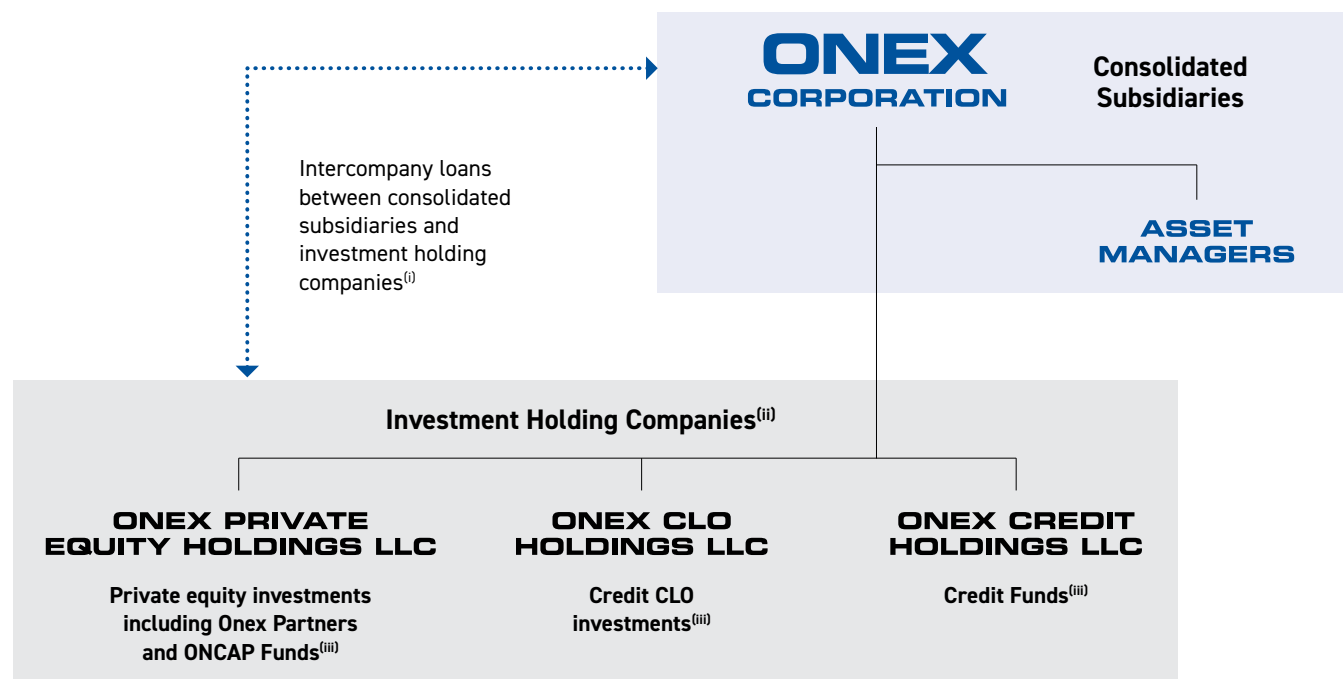 ONEX
CORPORATION
Consolidated
Subsidiaries
Intercompany loans
between consolidated
subsidiaries and
investment holding
companies(i)
ASSET
MANAGERS
Investment Holding Companies(ii)
ONEX PRIVATE
EQUITY HOLDINGS LLC
Private equity investments
including Onex Partners
and ONCAP Funds(iii)
ONEX CLO
HOLDINGS LLC
Credit CLO
investments(iii)
ONEX CREDIT
HOLDINGS LLC
Credit Funds(iii)